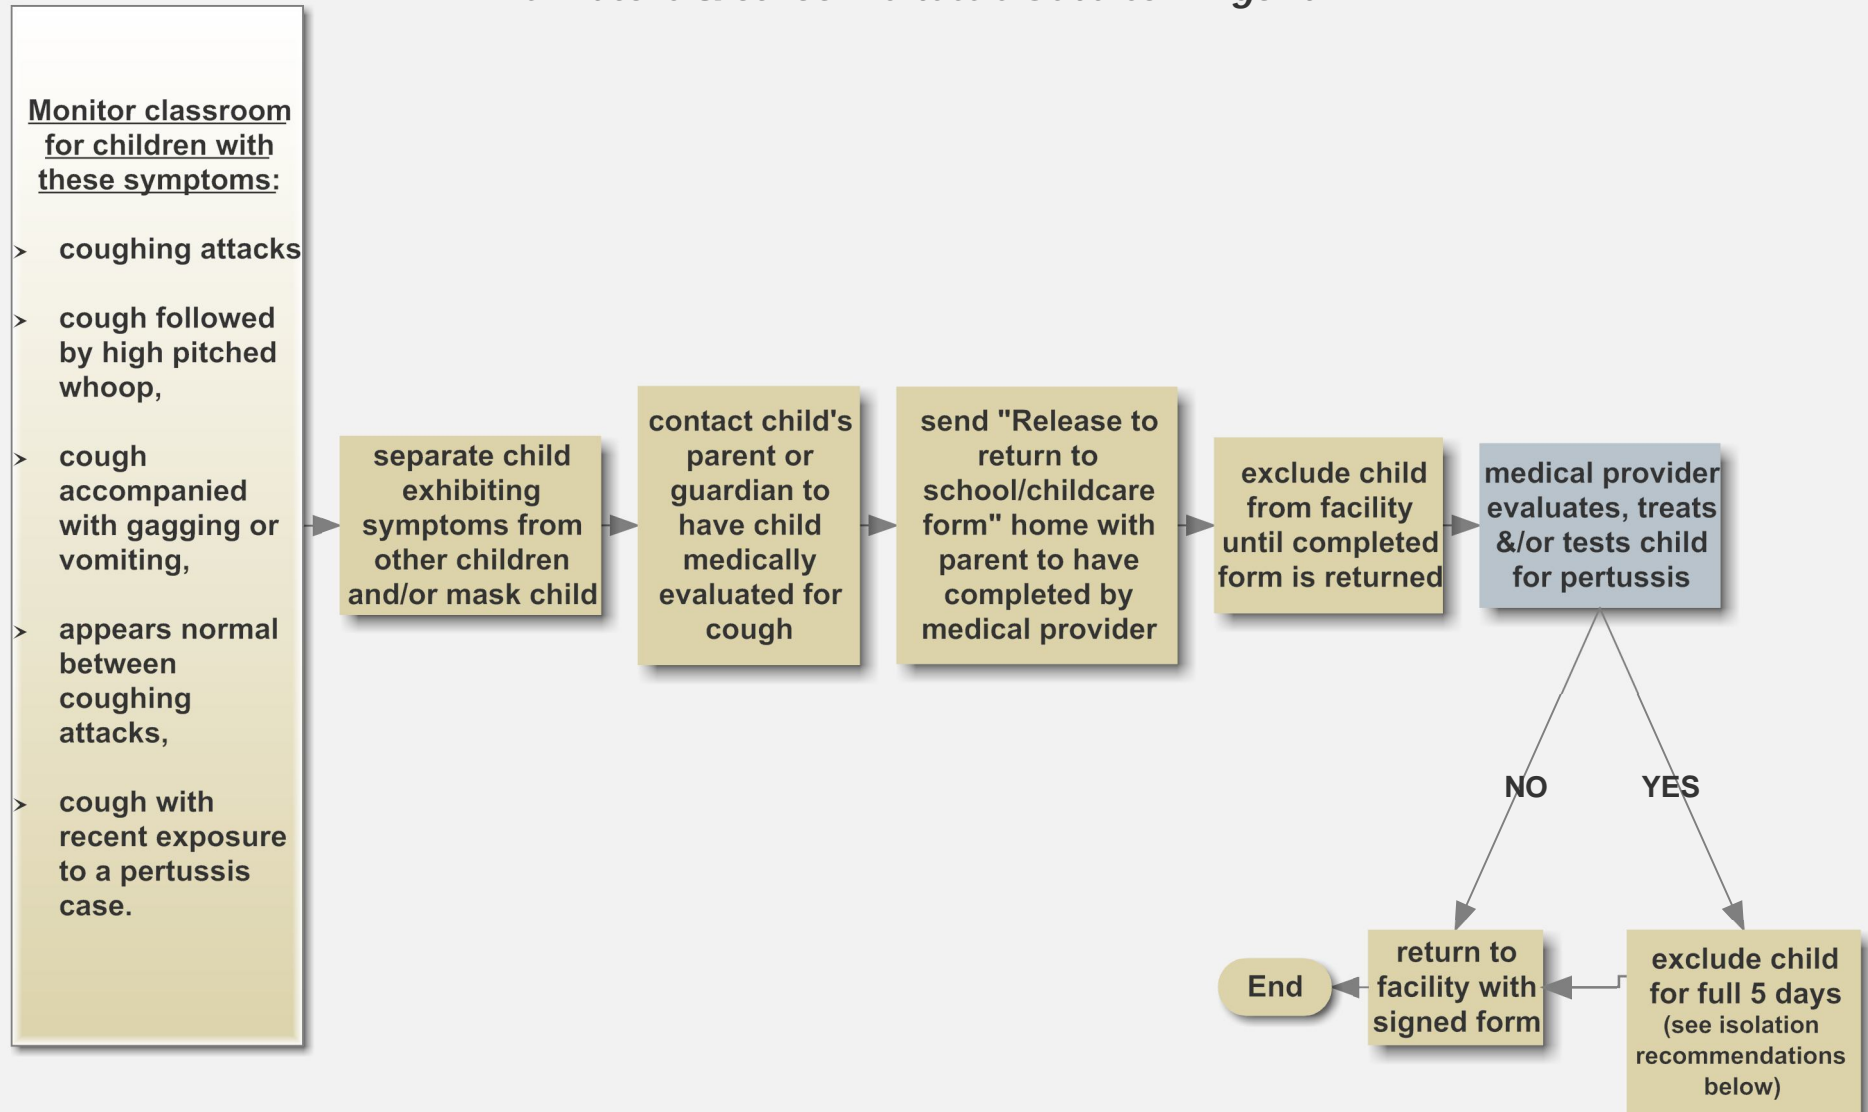 Monitor classroom
for children with
these symptoms:
➢ coughing attacks
➢ cough followed
by high pitched
whoop,
➢ cough
accompanied
with gagging or
vomiting,
➢ appears normal
between
coughing
attacks,
➢ cough with
recent exposure
to a pertussis
case.
separate child
exhibiting
symptoms from
other children
and/or mask child
contact child's
parent or
guardian to
have child
medically
evaluated for
cough
send "Release to
return to
school/childcare
form" home with
parent to have
completed by
medical provider
exclude child
from facility
until completed
form is returned
medical provider
evaluates, treats
&/or tests child
for pertussis
NO
YES
End
return to
facility with
signed form
exclude child
for full 5 days
(see isolation
recommendations
below)